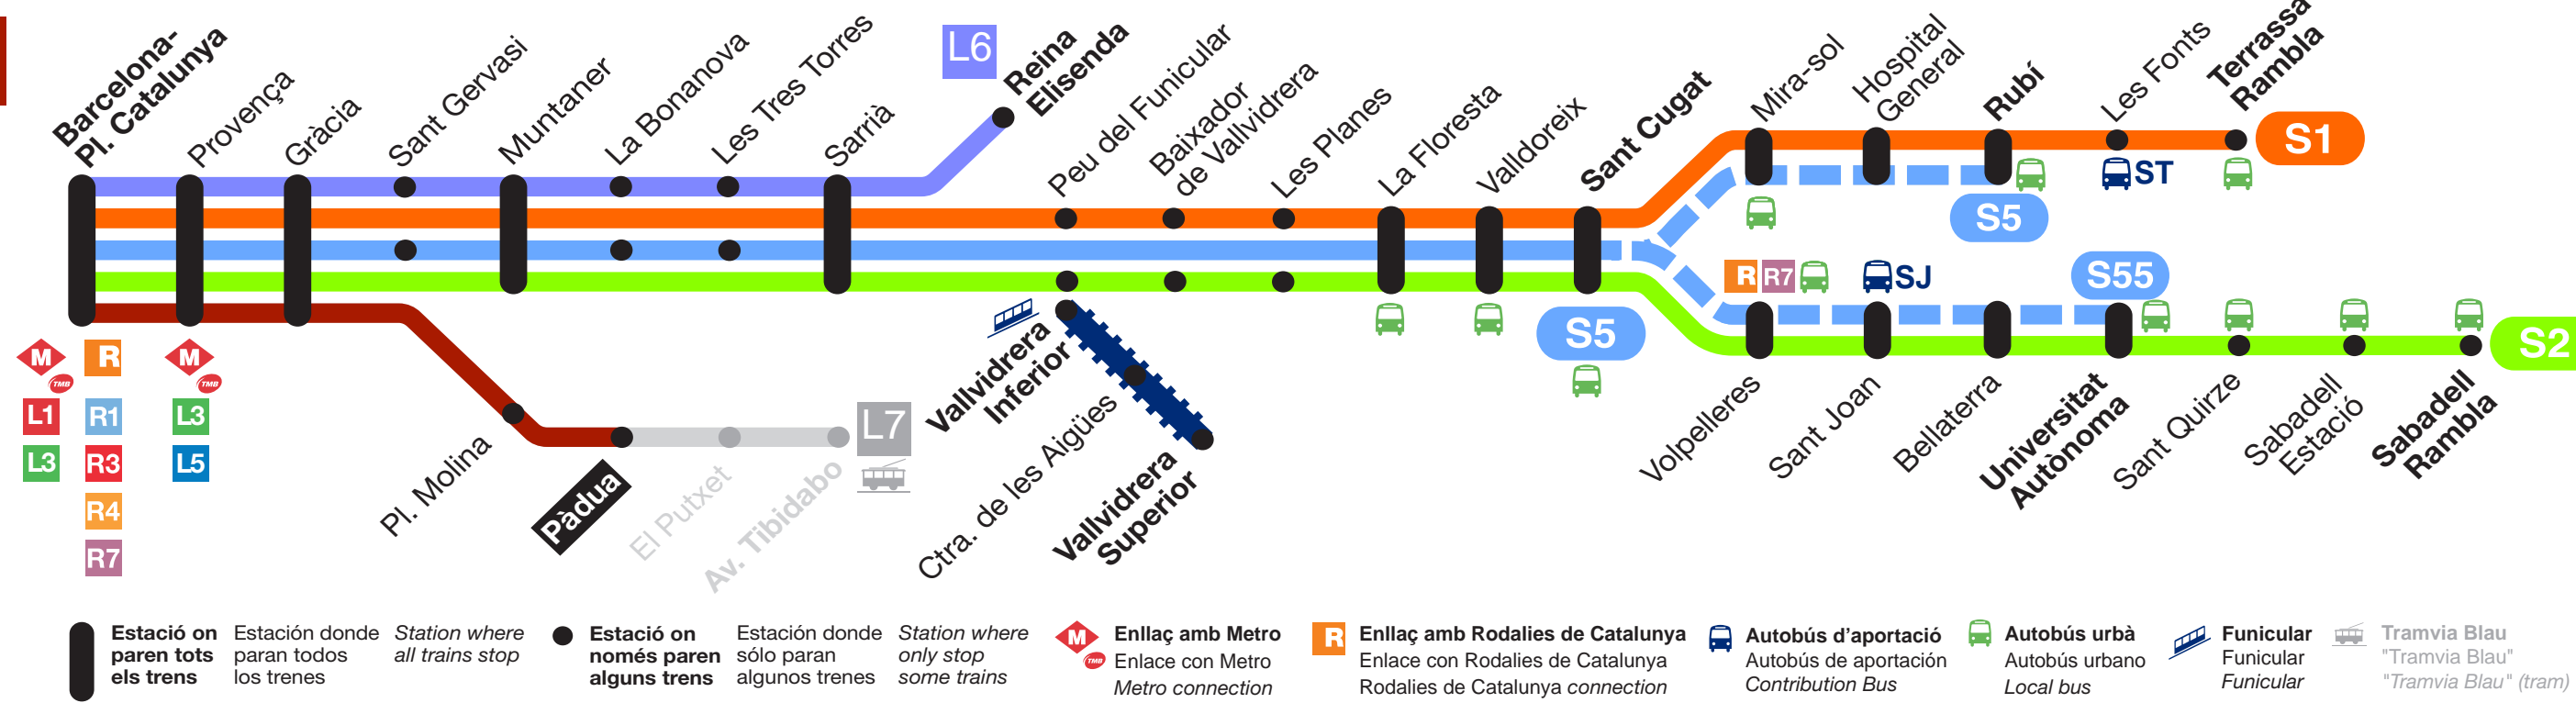 Barcelona-
Pl. Catalunya
Provença
Gràcia
Sant Gervasi
Muntaner
La Bonanova
Les Tres Torres
Sarrià
L6
Reina
Elisenda
Peu del Funicular
Baixador
de Vallvidrera
Les Planes
La Floresta
Valldoreix
Sant Cugat
Mira-sol
Hospital
General
Rubí
Les Fonts
Terrassa
Rambla
S1
ST
S5
R R7
SJ
S55
S5
S2
M
TMB
R
M
TMB
L1
R1
L3
L3
R3
L5
R4
R7
Pl. Molina
Pàdua
El Putxet
Av. Tibidabo
L7
Vallvidrera
Inferior
Ctra. de les Aigües
Vallvidrera
Superior
Volpelleres
Sant Joan
Bellaterra
Universitat
Autònoma
Sant Quirze
Sabadell
Estació
Sabadell
Rambla
Estació on
paren tots
els trens
Estación donde
paran todos
los trenes
Station where
all trains stop
Estació on
només paren
alguns trens
Estación donde
sólo paran
algunos trenes
Station where
only stop
some trains
M
TMB
Enllaç amb Metro
Enlace con Metro
Metro connection
R
Enllaç amb Rodalies de Catalunya
Enlace con Rodalies de Catalunya
Rodalies de Catalunya connection
Autobús d'aportació
Autobús de aportación
Contribution Bus
Autobús urbà
Autobús urbano
Local bus
Funicular
Funicular
Funicular
Tramvia Blau
"Tramvia Blau"
"Tramvia Blau" (tram)